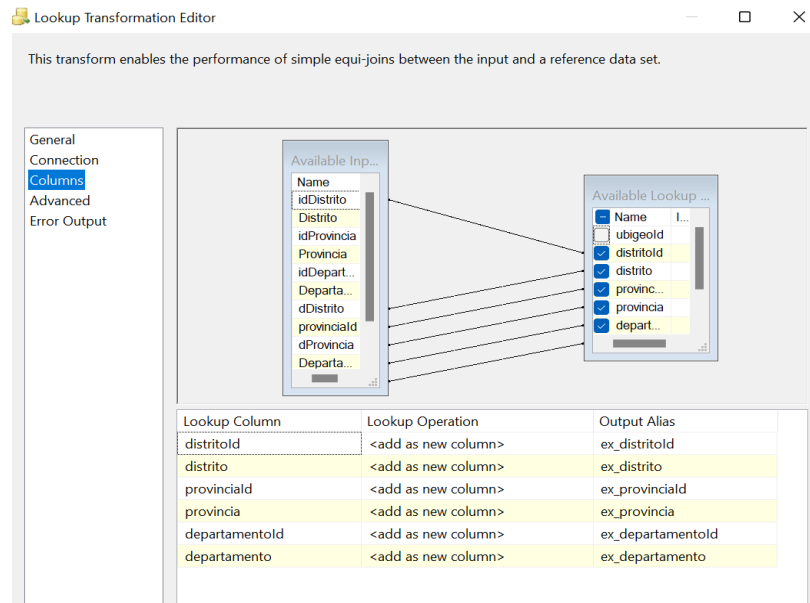 Lookup Transformation Editor
This transform enables the performance of simple equi-joins between the input and a reference data set.
General
Connection
Columns
Advanced
Error Output
Available Inp...
Name
idDistrito
Distrito
idProvincia
Provincia
idDepart...
Departa...
dDistrito
provinciaId
dProvincia
Departa...
Available Lookup ...
Name I...
ubigeoId
distritoId
distrito
provinc...
provincia
depart...
Lookup Column Lookup Operation Output Alias
distritoId <add as new column> ex_distritoId
distrito <add as new column> ex_distrito
provinciaId <add as new column> ex_provinciaId
provincia <add as new column> ex_provincia
departamentoId <add as new column> ex_departamentoId
departamento <add as new column> ex_departamento